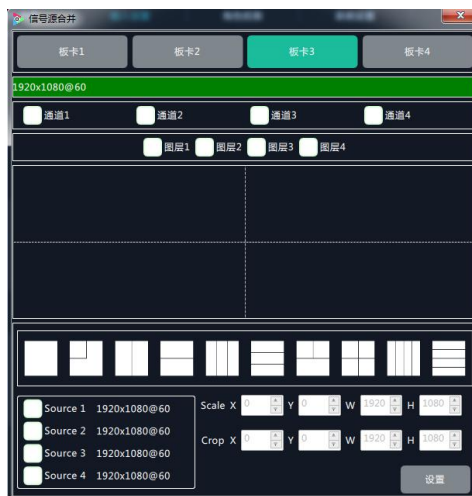 信号源合并
板卡1 板卡2 板卡3 板卡4
1920x1080@60
通道1 通道2 通道3 通道4
图层1 图层2 图层3 图层4
Source 1 1920x1080@60
Source 2 1920x1080@60
Source 3 1920x1080@60
Source 4 1920x1080@60
Scale X 0 Y 0 W 1920 H 1080
Crop X 0 Y 0 W 1920 H 1080
设置